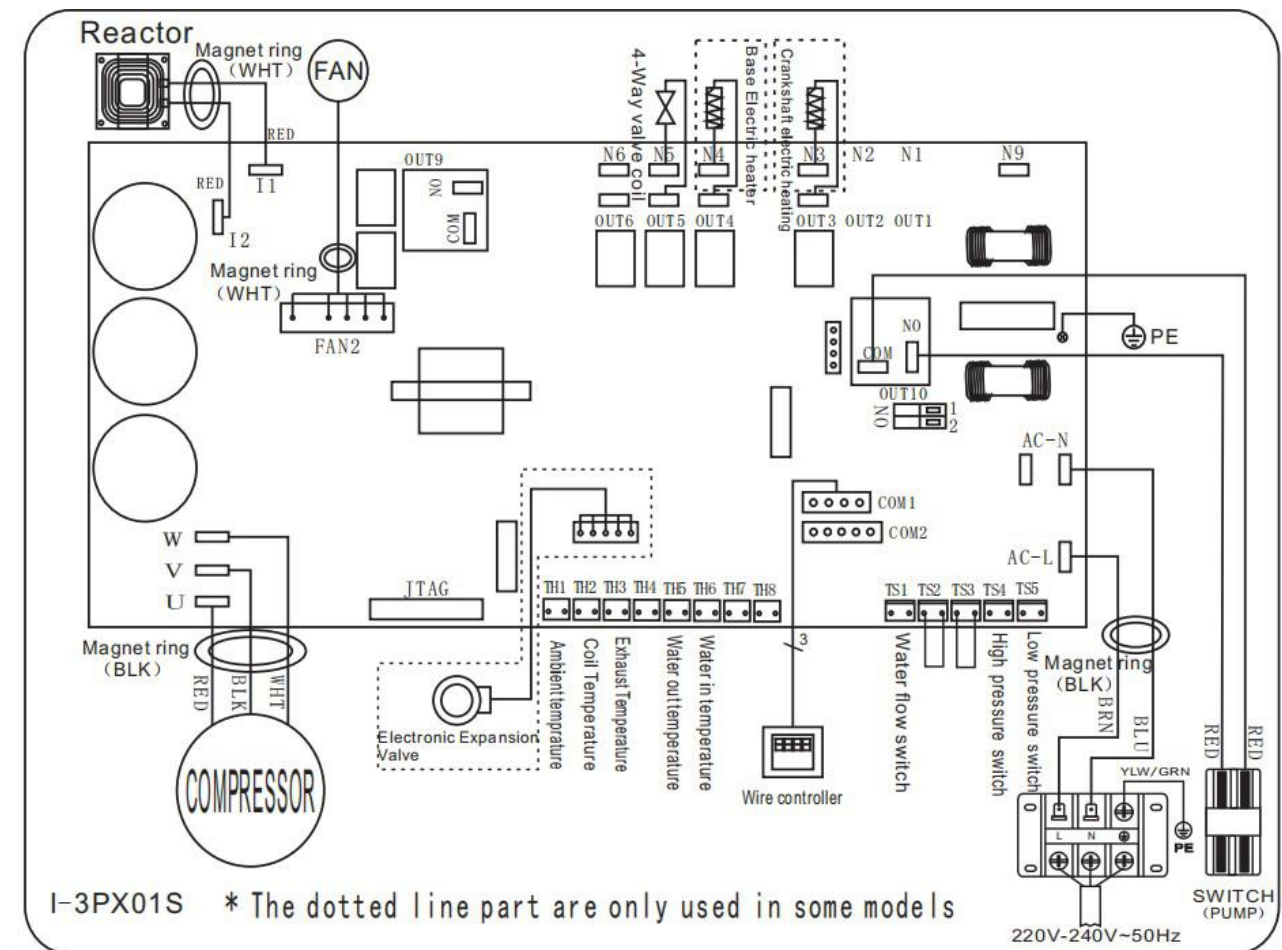 Reactor
Magnet ring
(WHT)
FAN
RED
I1
RED
I2
Magnet ring
(WHT)
OUT9
NO
COM
FAN2
4-Way valve coil
Base Electric heater
Crankshaft electric heating
N6 N5 N4 N3 N2 N1 N9
OUT6 OUT5 OUT4 OUT3 OUT2 OUT1
NO
COM
OUT10
NO
1
2
PE
AC-N
COM1
COM2
AC-L
W
V
U
JTAG
TH1 TH2 TH3 TH4 TH5 TH6 TH7 TH8
TS1 TS2 TS3 TS4 TS5
Magnet ring
(BLK)
RED
BLK
WHT
COMPRESSOR
Electronic Expansion
Valve
Ambient temprature
Coil Temperature
Exhaust Temperature
Water out temperature
Water in temperature
3
Wire controller
Water flow switch
High pressure switch
Low pressure switch
Magnet ring
(BLK)
BRN
BLU
RED
RED
YLW/GRN
L N
PE
SWITCH
(PUMP)
220V-240V~50Hz
I-3PX01S * The dotted line part are only used in some models